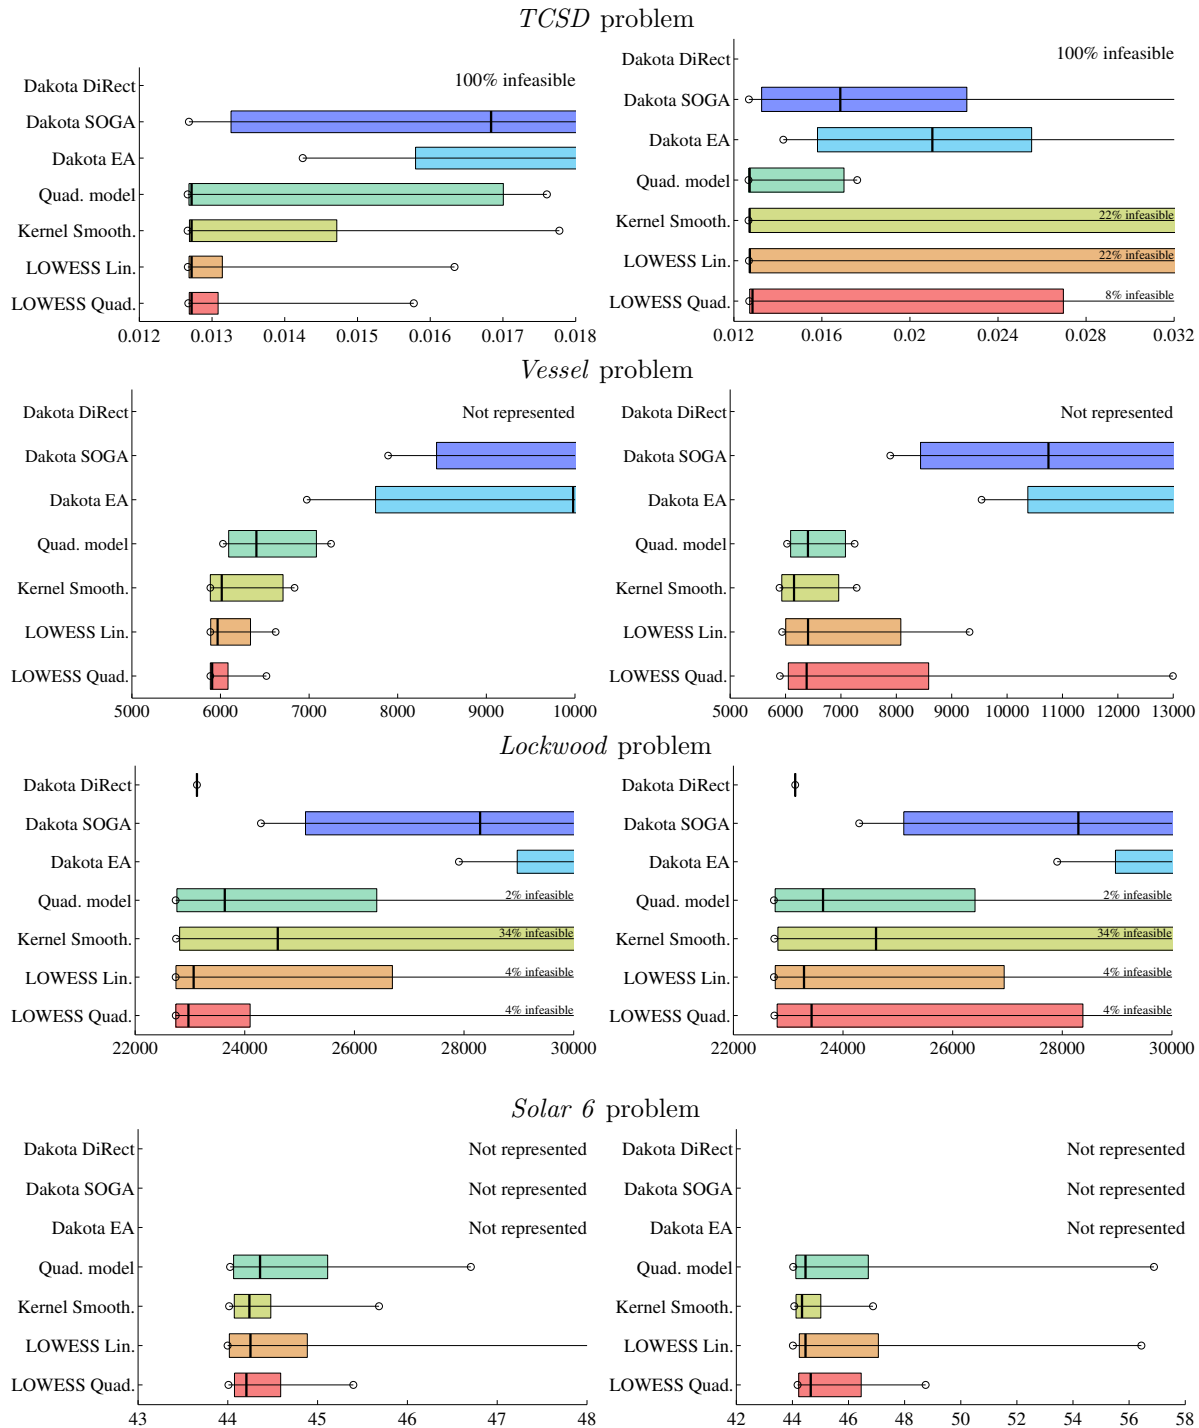 TCSD problem
Dakota DiRect
100% infeasible
Dakota SOGA
Dakota EA
Quad. model
Kernel Smooth.
LOWESS Lin.
LOWESS Quad.
0.012 0.013 0.014 0.015 0.016 0.017 0.018
Dakota DiRect
100% infeasible
Dakota SOGA
Dakota EA
Quad. model
Kernel Smooth.
22% infeasible
LOWESS Lin.
22% infeasible
LOWESS Quad.
8% infeasible
0.012 0.016 0.02 0.024 0.028 0.032
Vessel problem
Dakota DiRect
Not represented
Dakota SOGA
Dakota EA
Quad. model
Kernel Smooth.
LOWESS Lin.
LOWESS Quad.
5000 6000 7000 8000 9000 10000
Dakota DiRect
Not represented
Dakota SOGA
Dakota EA
Quad. model
Kernel Smooth.
LOWESS Lin.
LOWESS Quad.
5000 6000 7000 8000 9000 10000 11000 12000 13000
Lockwood problem
Dakota DiRect
Dakota SOGA
Dakota EA
Quad. model
2% infeasible
Kernel Smooth.
34% infeasible
LOWESS Lin.
4% infeasible
LOWESS Quad.
4% infeasible
22000 24000 26000 28000 30000
Dakota DiRect
Dakota SOGA
Dakota EA
Quad. model
2% infeasible
Kernel Smooth.
34% infeasible
LOWESS Lin.
4% infeasible
LOWESS Quad.
4% infeasible
22000 24000 26000 28000 30000
Solar 6 problem
Dakota DiRect
Not represented
Dakota SOGA
Not represented
Dakota EA
Not represented
Quad. model
Kernel Smooth.
LOWESS Lin.
LOWESS Quad.
43 44 45 46 47 48
Dakota DiRect
Not represented
Dakota SOGA
Not represented
Dakota EA
Not represented
Quad. model
Kernel Smooth.
LOWESS Lin.
LOWESS Quad.
42 44 46 48 50 52 54 56 58